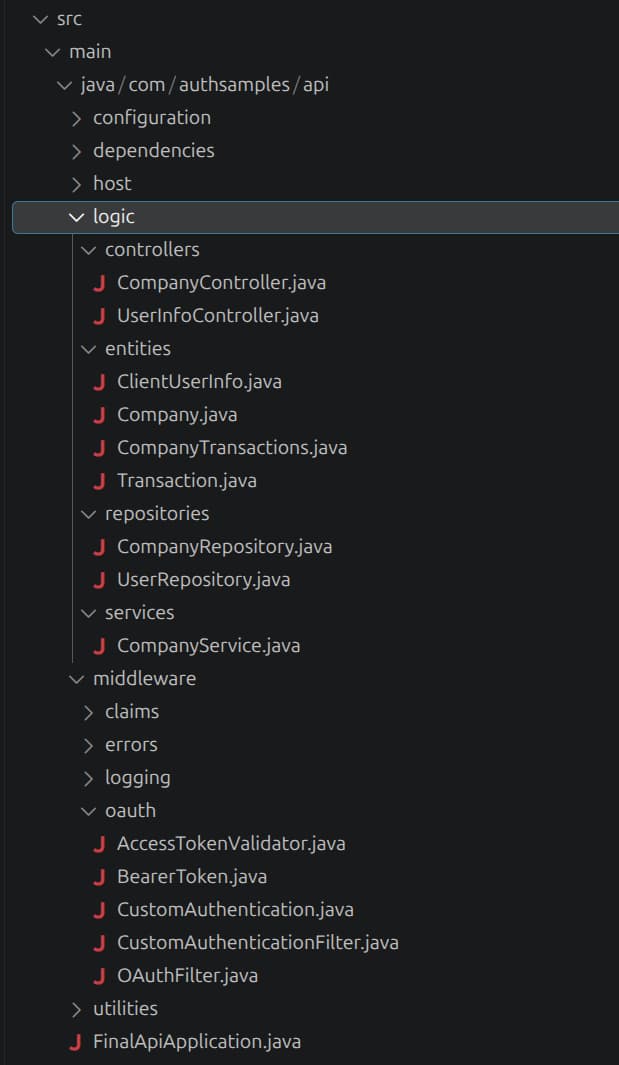 src
main
java/com/authsamples/api
configuration
dependencies
host
logic
controllers
J CompanyController.java
J UserInfoController.java
entities
J ClientUserInfo.java
J Company.java
J CompanyTransactions.java
J Transaction.java
repositories
J CompanyRepository.java
J UserRepository.java
services
J CompanyService.java
middleware
claims
errors
logging
oauth
J AccessTokenValidator.java
J BearerToken.java
J CustomAuthentication.java
J CustomAuthenticationFilter.java
J OAuthFilter.java
utilities
J FinalApiApplication.java